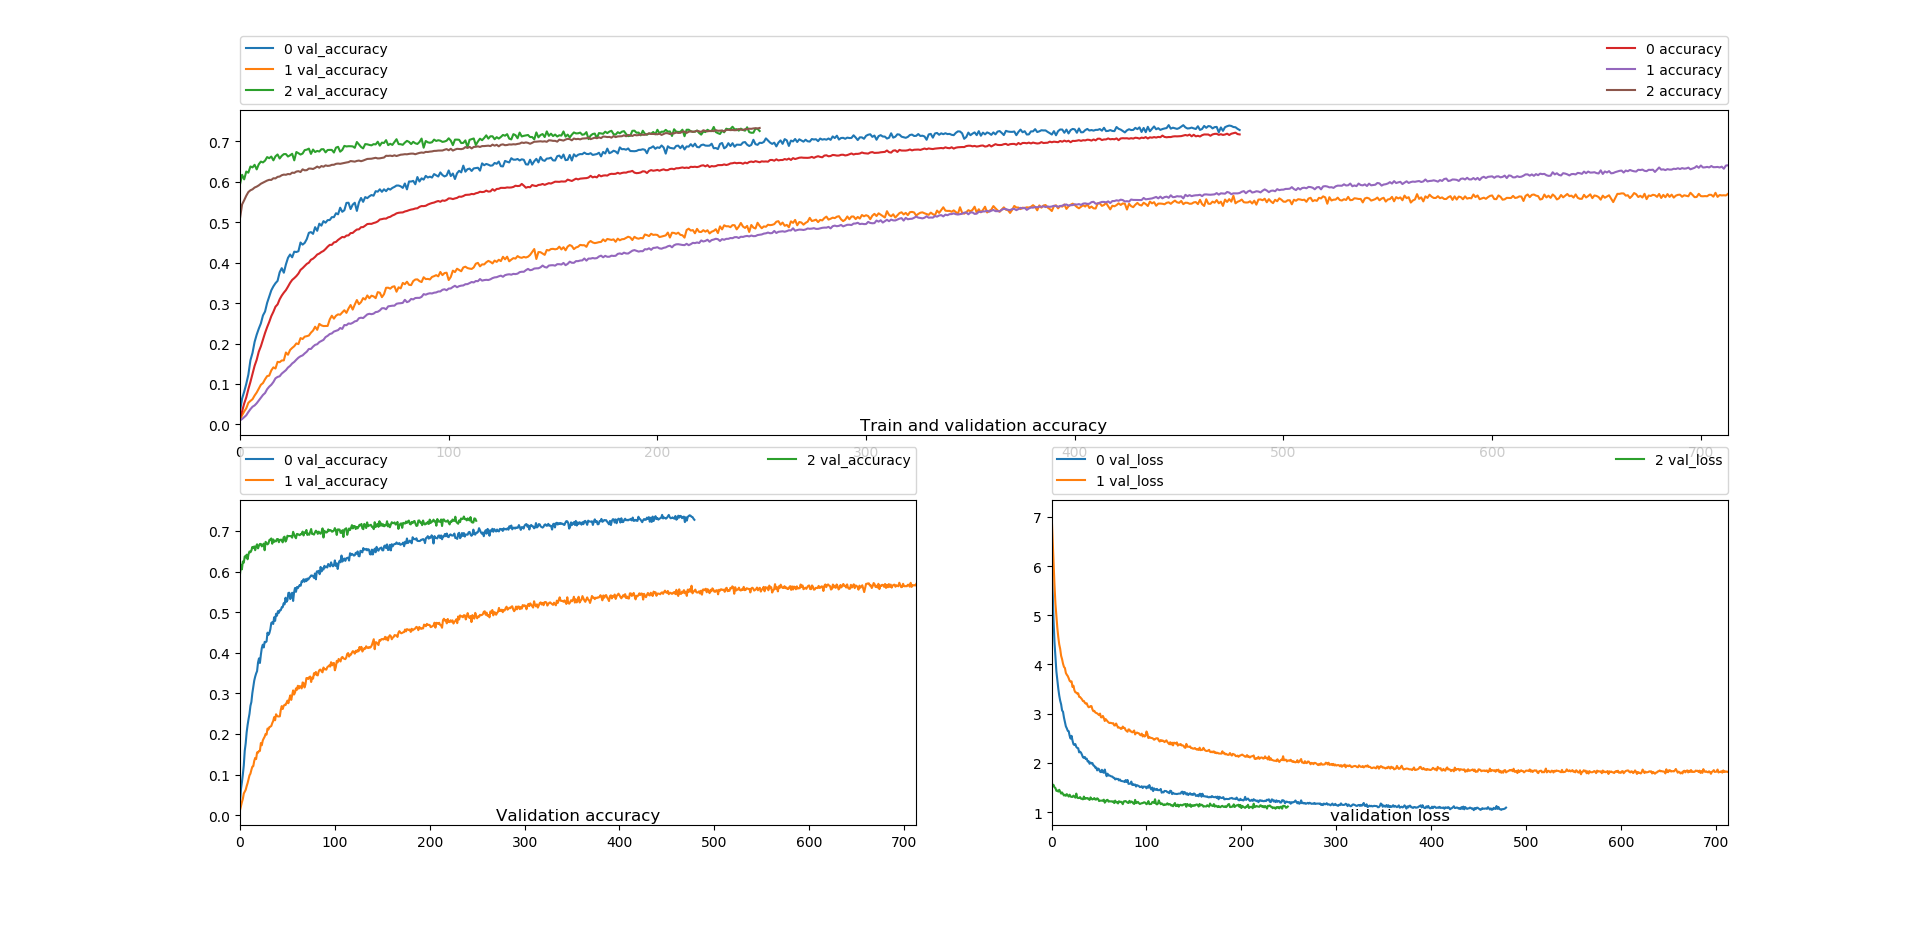 0 val_accuracy
1 val_accuracy
2 val_accuracy
0 accuracy
1 accuracy
2 accuracy
0.7
0.6
0.5
0.4
0.3
0.2
0.1
0.0
Train and validation accuracy
0 100 200 300 400 500 600 700
0 val_accuracy
1 val_accuracy
2 val_accuracy
0.7
0.6
0.5
0.4
0.3
0.2
0.1
0.0
Validation accuracy
0 100 200 300 400 500 600 700
0 val_loss
1 val_loss
2 val_loss
7
6
5
4
3
2
1
validation loss
0 100 200 300 400 500 600 700